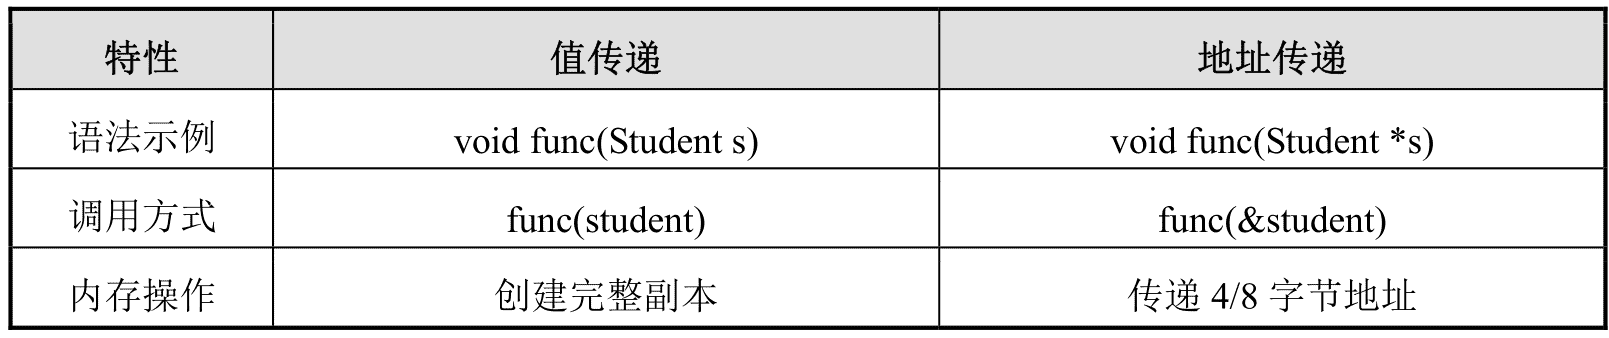 特性 值传递 地址传递
语法示例 void func(Student s) void func(Student *s)
调用方式 func(student) func(&student)
内存操作 创建完整副本 传递 4/8 字节地址